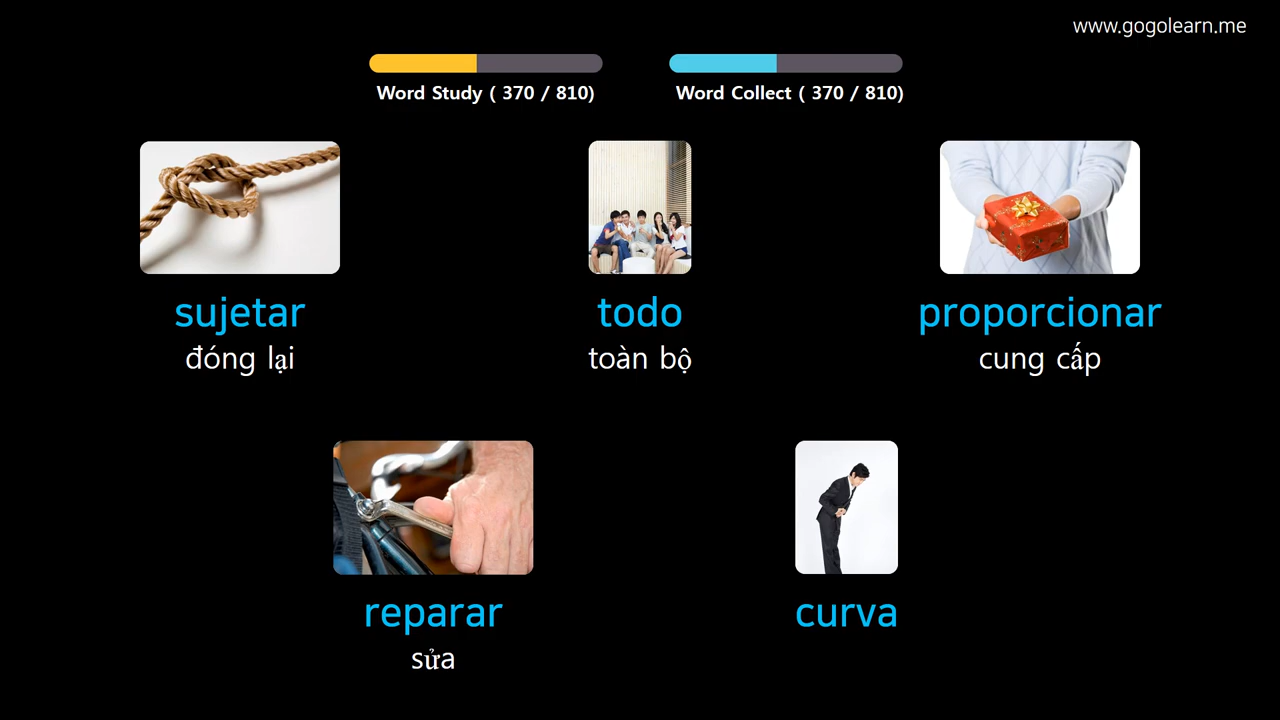 www.gogolearn.me
Word Study ( 370 / 810)
Word Collect ( 370 / 810)
sujetar
đóng lại
todo
toàn bộ
proporcionar
cung cấp
reparar
sửa
curva